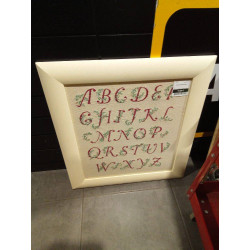 ABCDEF
GHIJKL
MNOP
QRSTUV
WXYZ